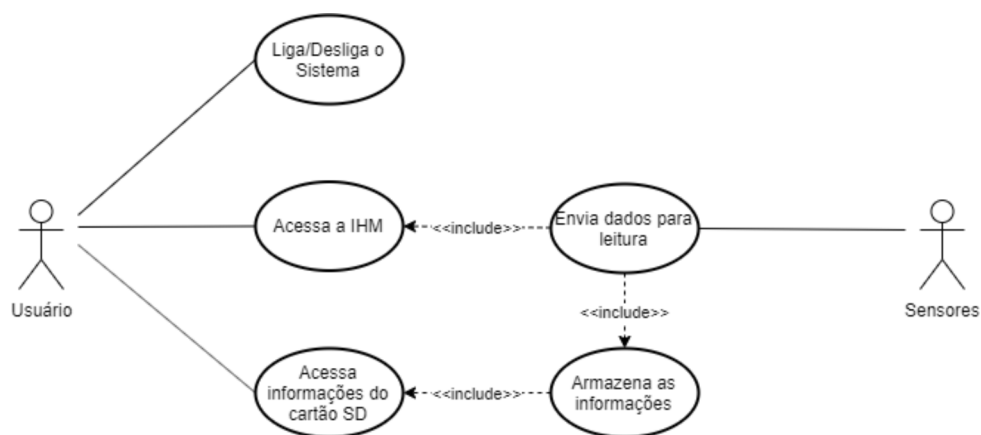 Liga/Desliga o
Sistema
Acessa a IHM
<<include>>
Envia dados para
leitura
Usuário
Sensores
<<include>>
Acessa
informações do
cartão SD
<<include>>
Armazena as
informações